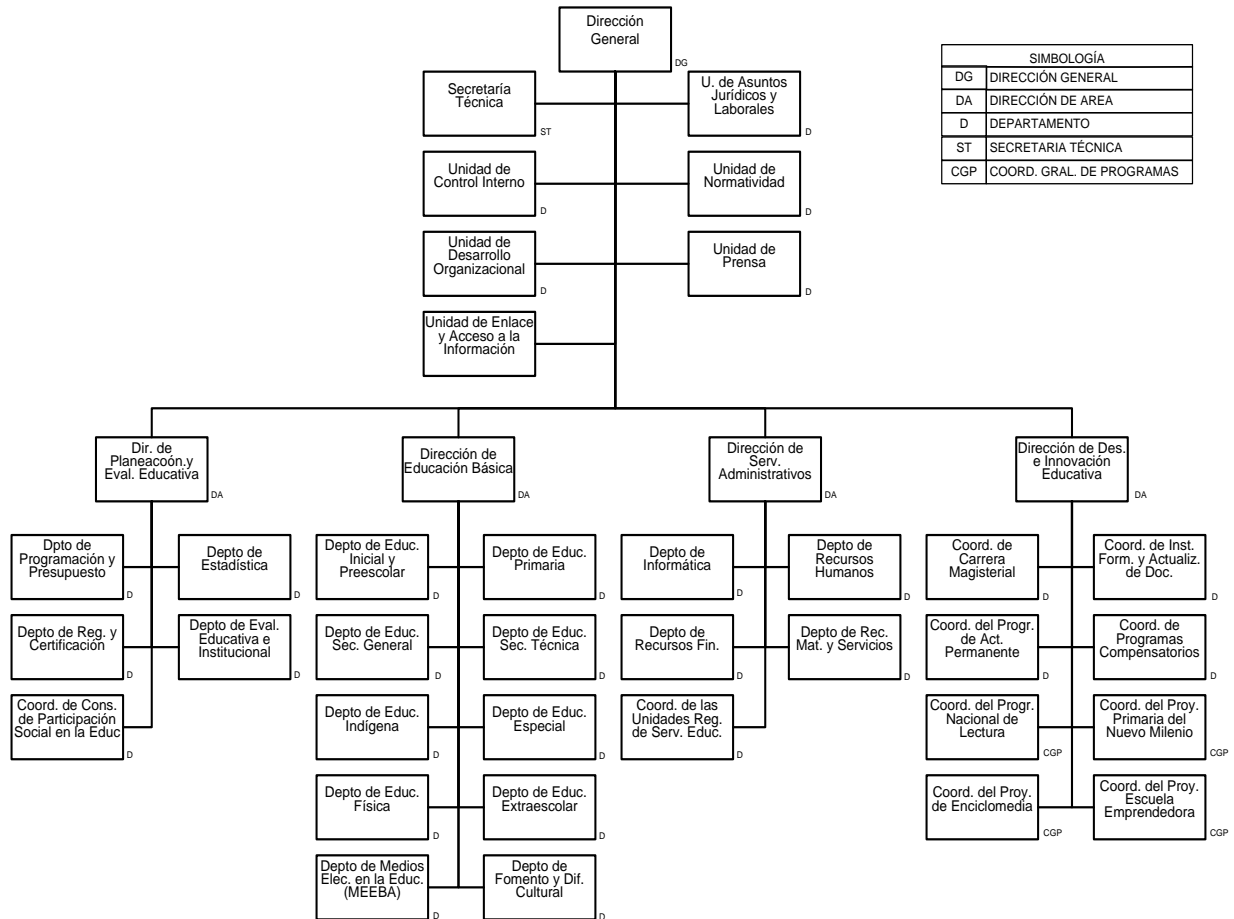 Dirección
General
DG
SIMBOLOGÍA
DG DIRECCIÓN GENERAL
DA DIRECCIÓN DE AREA
D DEPARTAMENTO
ST SECRETARIA TÉCNICA
CGP COORD. GRAL. DE PROGRAMAS
Secretaría
Técnica
ST
U. de Asuntos
Jurídicos y
Laborales
D
Unidad de
Control Interno
D
Unidad de
Normatividad
D
Unidad de
Desarrollo
Organizacional
D
Unidad de
Prensa
D
Unidad de Enlace
y Acceso a la
Información
Dir. de
Planeacoón.y
Eval. Educativa
DA
Dirección de
Educación Básica
DA
Dirección de
Serv.
Administrativos
DA
Dirección de Des.
e Innovación
Educativa
DA
Dpto de
Programación y
Presupuesto
D
Depto de
Estadística
D
Depto de Educ.
Inicial y
Preescolar
D
Depto de Educ.
Primaria
D
Depto de
Informática
D
Depto de
Recursos
Humanos
D
Coord. de
Carrera
Magisterial
D
Coord. de Inst.
Form. y Actualiz.
de Doc.
D
Depto de Reg. y
Certificación
D
Depto de Eval.
Educativa e
Institucional
D
Depto de Educ.
Sec. General
D
Depto de Educ.
Sec. Técnica
D
Depto de
Recursos Fin.
D
Depto de Rec.
Mat. y Servicios
D
Coord. del Progr.
de Act.
Permanente
D
Coord. de
Programas
Compensatorios
D
Coord. de Cons.
de Participación
Social en la Educ
D
Depto de Educ.
Indígena
D
Depto de Educ.
Especial
D
Coord. de las
Unidades Reg.
de Serv. Educ.
D
Coord. del Progr.
Nacional de
Lectura
CGP
Coord. del Proy.
Primaria del
Nuevo Milenio
CGP
Depto de Educ.
Física
D
Depto de Educ.
Extraescolar
D
Coord. del Proy.
de Enciclomedia
CGP
Coord. del Proy.
Escuela
Emprendedora
CGP
Depto de Medios
Elec. en la Educ.
(MEEBA)
D
Depto de
Fomento y Dif.
Cultural
D